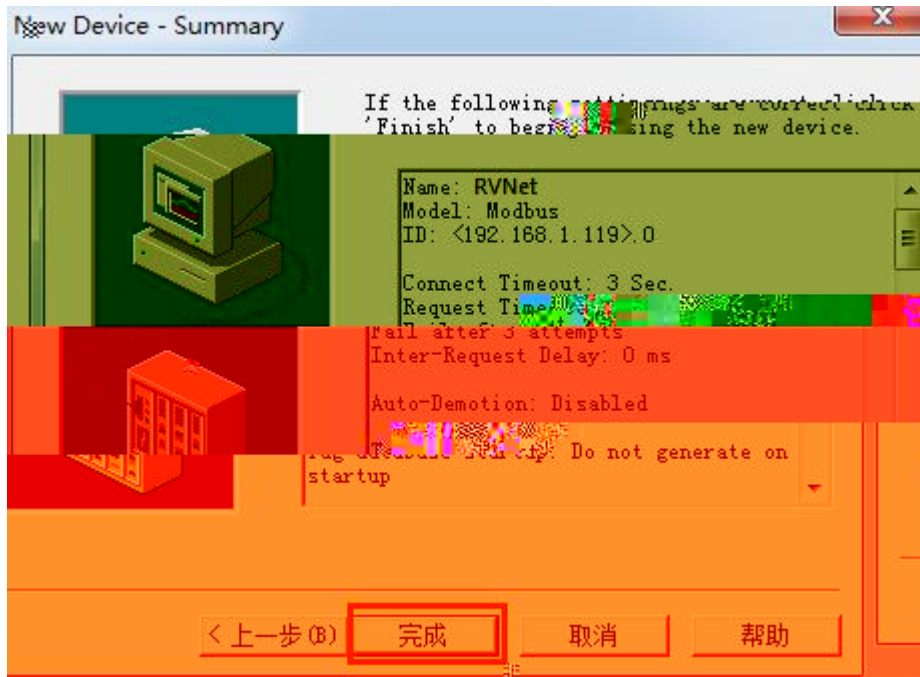 New Device - Summary
If the following are correct click
'Finish' to begin using the new device.
Name: RVNet
Model: Modbus
ID: <192.168.1.119>.0
Connect Timeout: 3 Sec.
Request
Fail after 3 attempts
Inter-Request Delay: 0 ms
Auto-Demotion: Disabled
Do not generate on
startup
< 上一步(B)
完成
取消
帮助